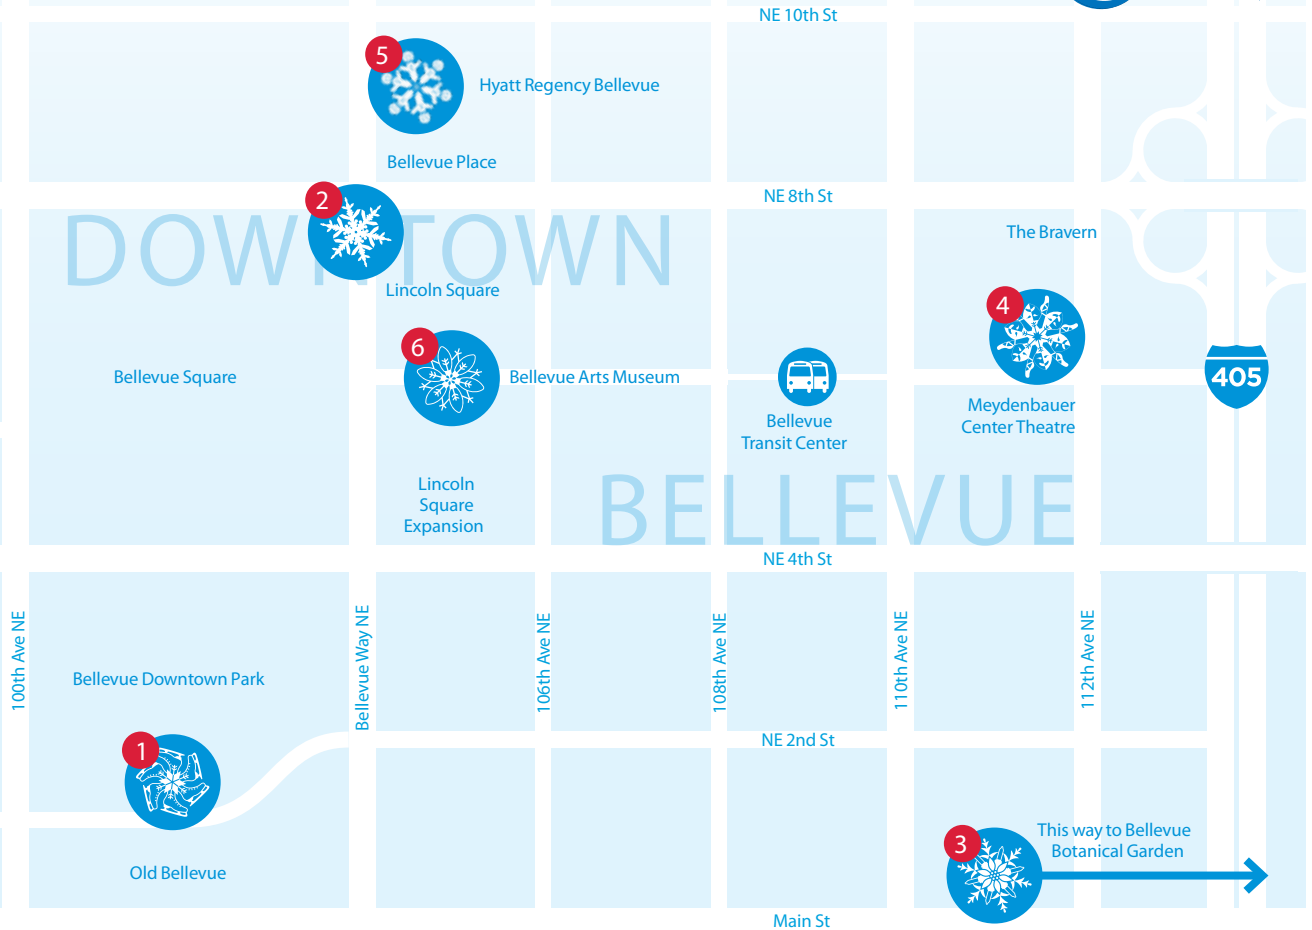 NE 10th St
5
Hyatt Regency Bellevue
Bellevue Place
2
NE 8th St
DOWNTOWN
The Bravern
Lincoln Square
4
6
Bellevue Square
Bellevue Arts Museum
405
Meydenbauer
Center Theatre
Bellevue
Transit Center
Lincoln
Square
Expansion
BELLEVUE
NE 4th St
100th Ave NE
Bellevue Way NE
106th Ave NE
108th Ave NE
110th Ave NE
112th Ave NE
Bellevue Downtown Park
1
NE 2nd St
3
This way to Bellevue
Botanical Garden
Old Bellevue
Main St